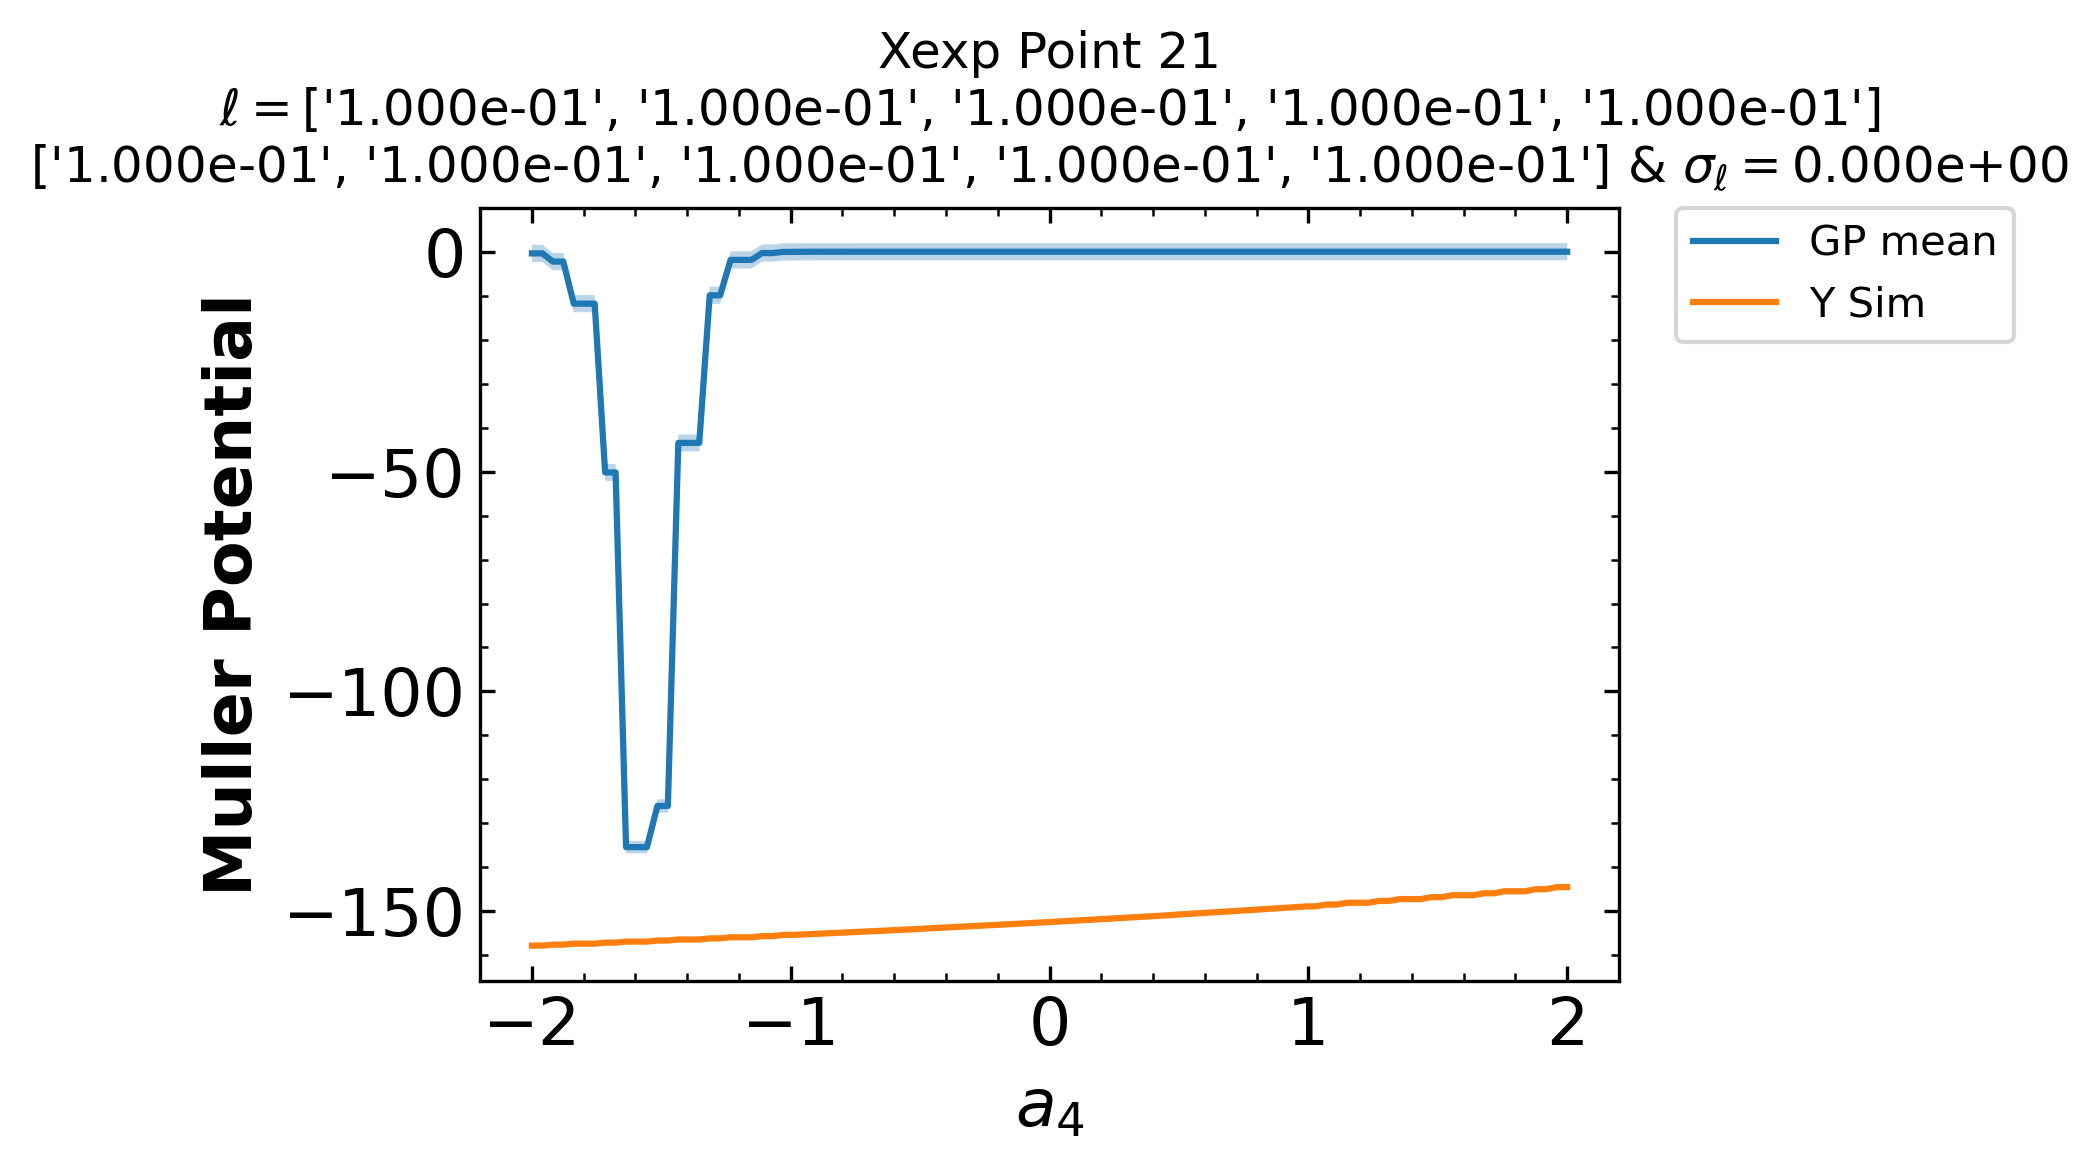 Xexp Point 21
ℓ = ['1.000e-01', '1.000e-01', '1.000e-01', '1.000e-01', '1.000e-01']
['1.000e-01', '1.000e-01', '1.000e-01', '1.000e-01', '1.000e-01'] & σℓ = 0.000e+00
GP mean
Y Sim
Muller Potential
0
−50
−100
−150
−2 −1 0 1 2
a₄